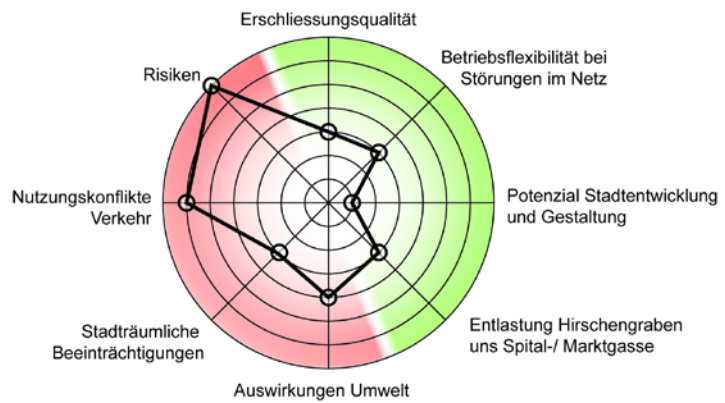 Erschliessungsqualität
Betriebsflexibilität bei
Störungen im Netz
Risiken
Nutzungskonflikte
Verkehr
Potenzial Stadtentwicklung
und Gestaltung
Stadträumliche
Beeinträchtigungen
Entlastung Hirschengraben
uns Spital-/ Marktgasse
Auswirkungen Umwelt